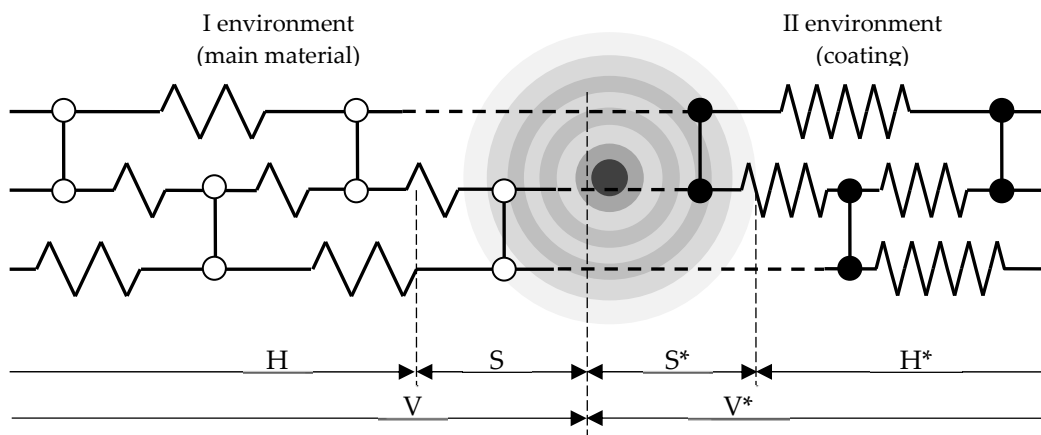 I environment
(main material)
II environment
(coating)
H
S
S*
H*
V
V*